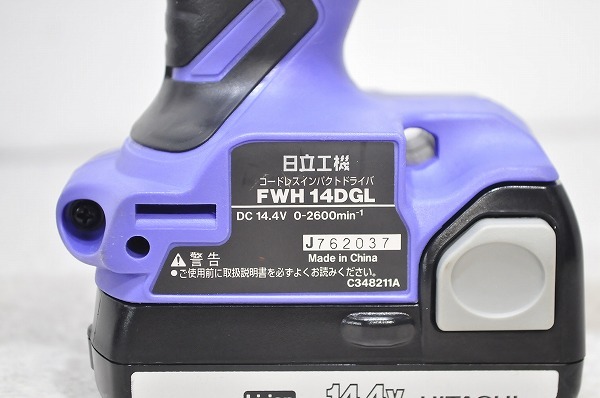 日立工機
コードレスインパクトドライバ
FWH 14DGL
DC 14.4V 0-2600min-1
J762037
Made in China
警告
●ご使用前に取扱説明書を必ずよくお読みください。
C348211A
Li-ion 14.4V HITACHI